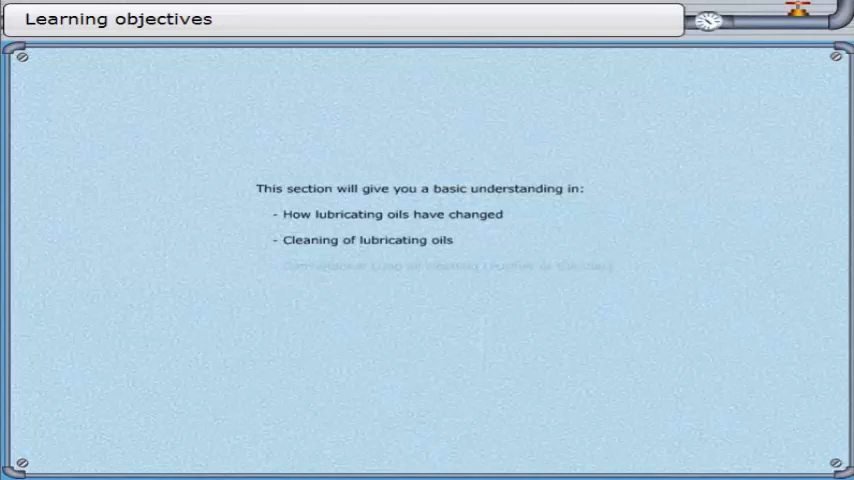 Learning objectives
This section will give you a basic understanding in:
- How lubricating oils have changed
- Cleaning of lubricating oils